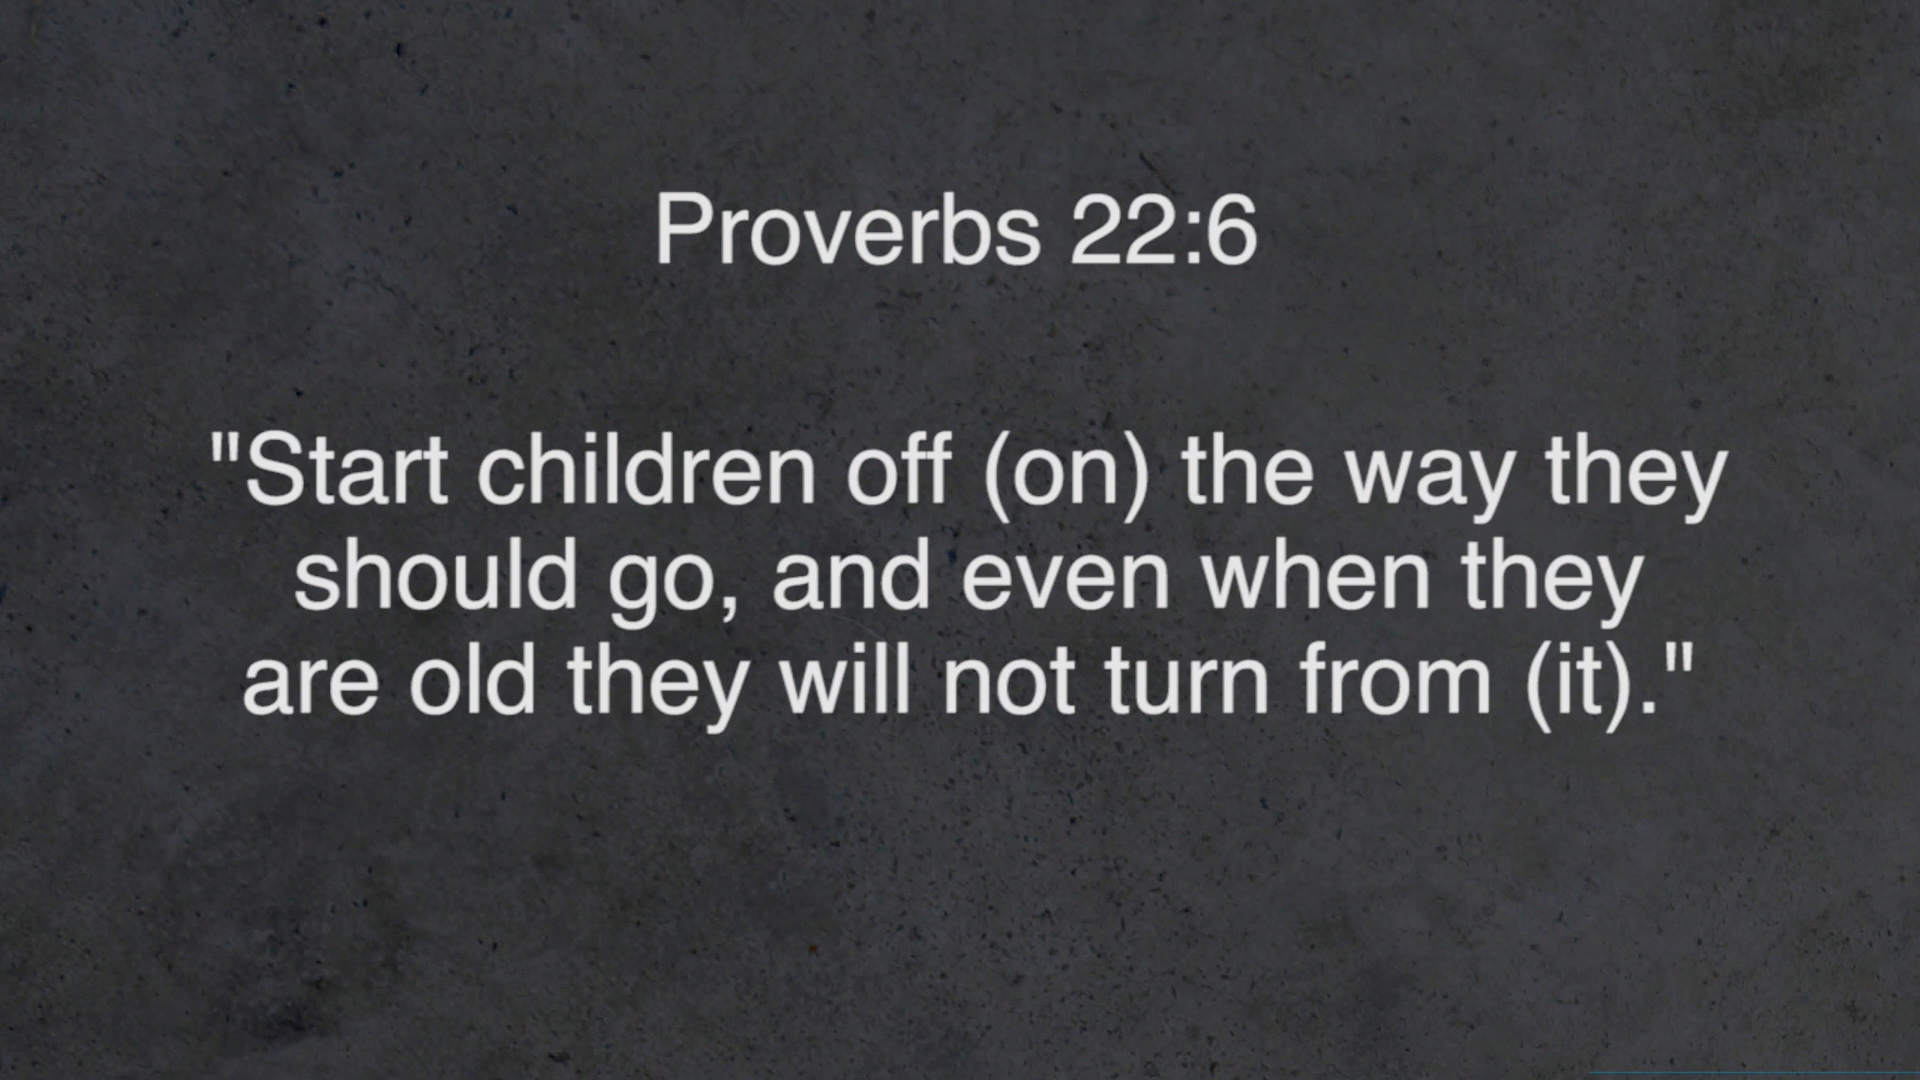 Proverbs 22:6
"Start children off (on) the way they
should go, and even when they
are old they will not turn from (it)."